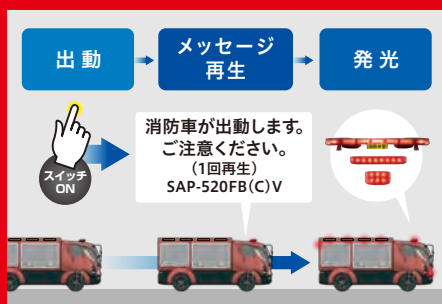 出動
メッセージ
再生
発光
スイッチ
ON
消防車が出動します。
ご注意ください。
(1回再生)
SAP-520FB(C)V